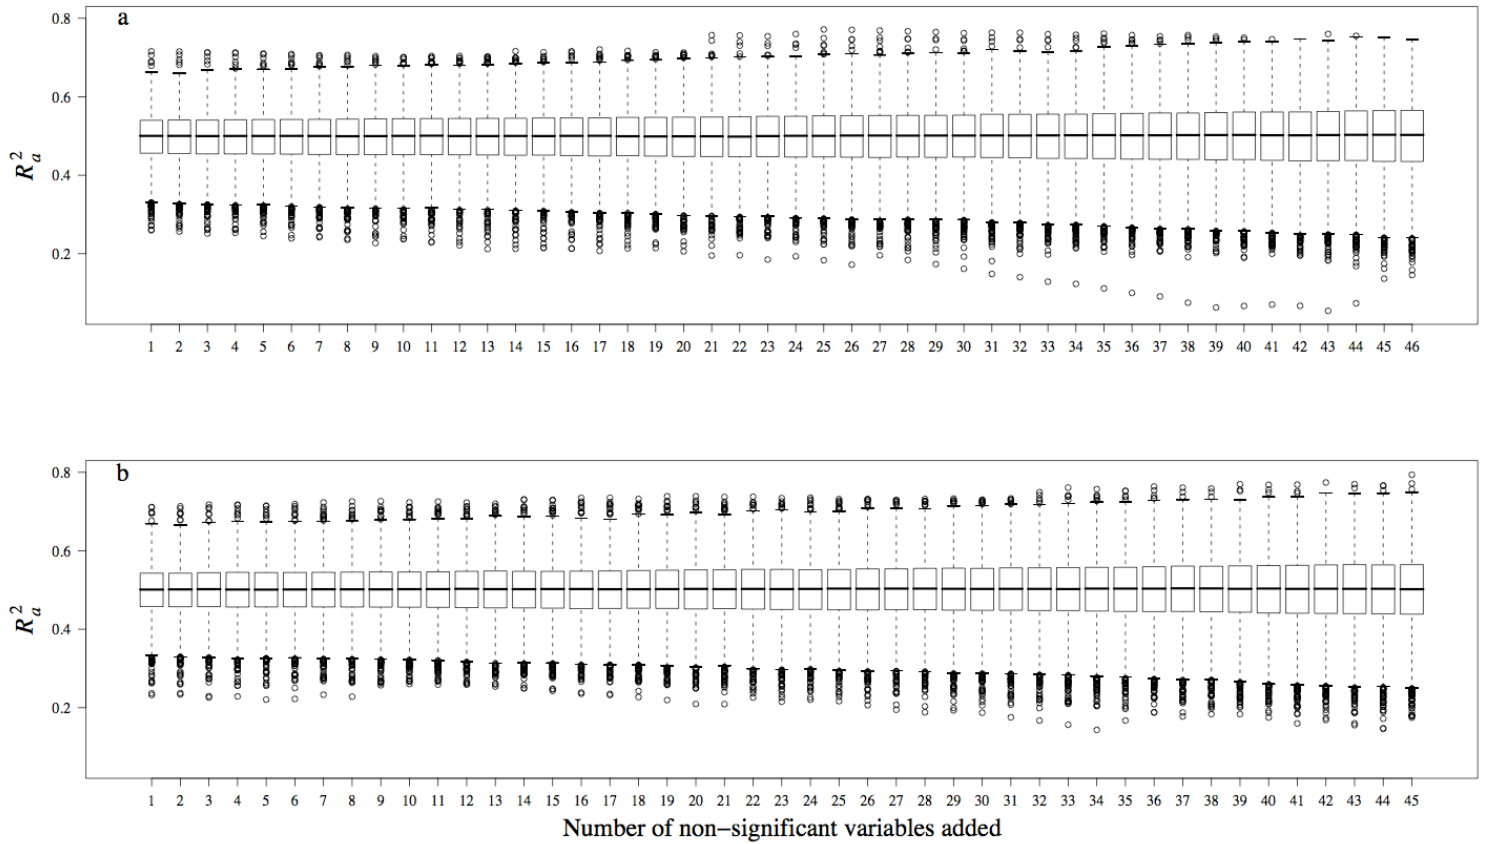 a
0.8
0.6
0.4
0.2
R²a
1 2 3 4 5 6 7 8 9 10 11 12 13 14 15 16 17 18 19 20 21 22 23 24 25 26 27 28 29 30 31 32 33 34 35 36 37 38 39 40 41 42 43 44 45 46
b
0.8
0.6
0.4
0.2
R²a
1 2 3 4 5 6 7 8 9 10 11 12 13 14 15 16 17 18 19 20 21 22 23 24 25 26 27 28 29 30 31 32 33 34 35 36 37 38 39 40 41 42 43 44 45
Number of non−significant variables added